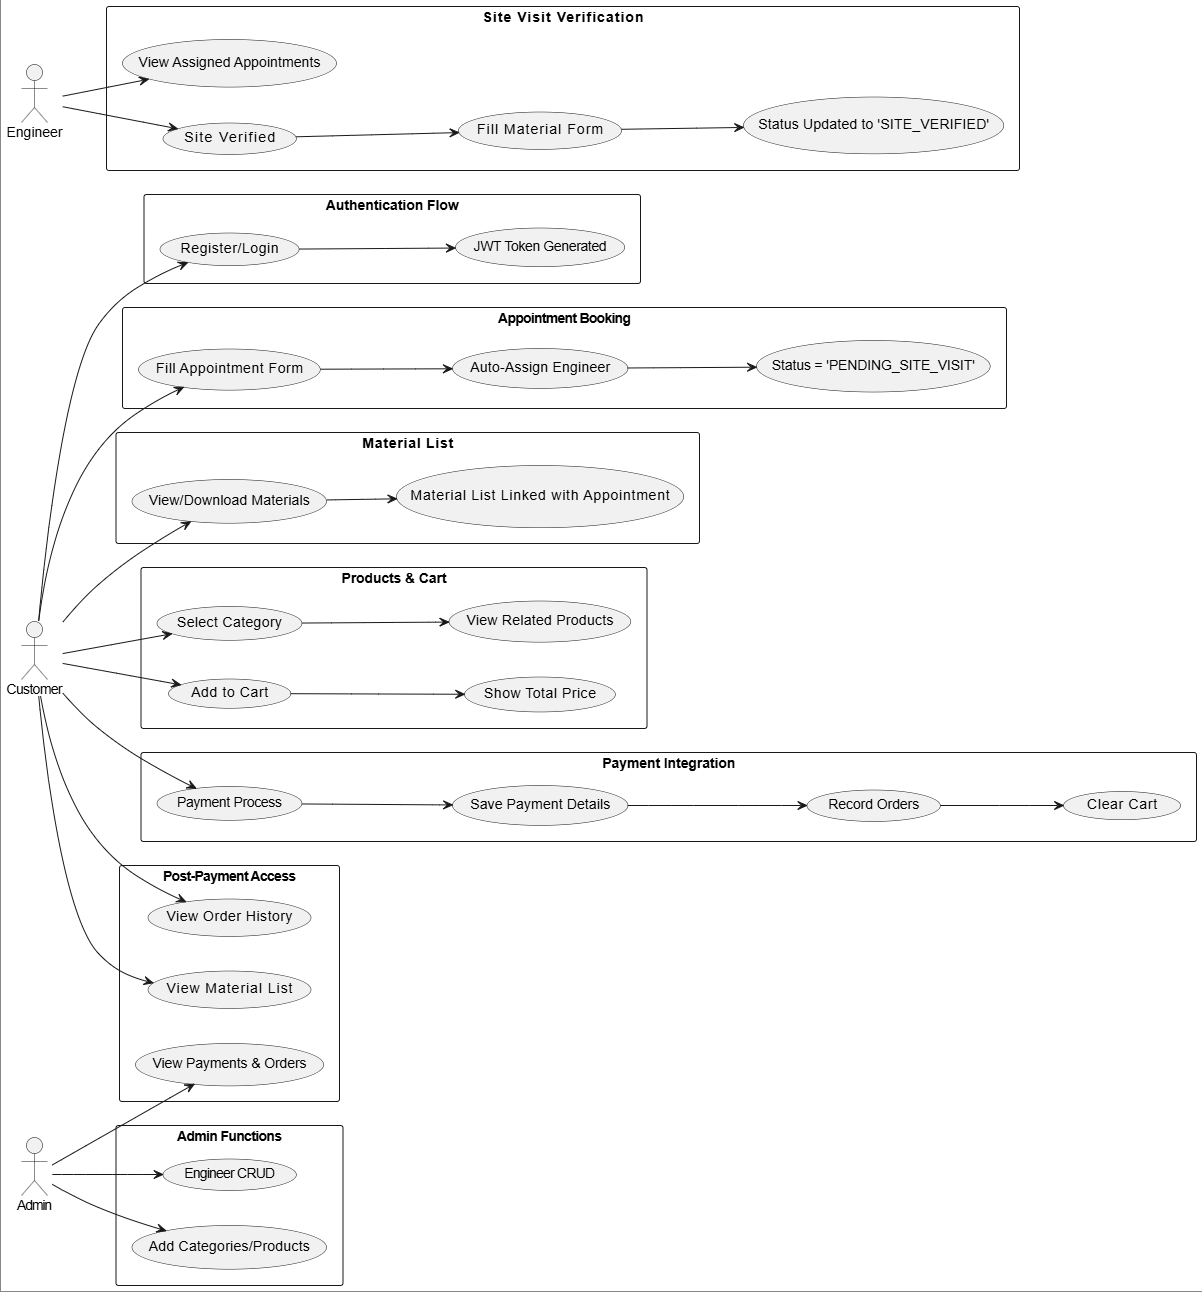 Site Visit Verification
View Assigned Appointments
Engineer
Site Verified
Fill Material Form
Status Updated to 'SITE_VERIFIED'
Authentication Flow
Register/Login
JWT Token Generated
Appointment Booking
Fill Appointment Form
Auto-Assign Engineer
Status = 'PENDING_SITE_VISIT'
Material List
View/Download Materials
Material List Linked with Appointment
Products & Cart
Select Category
View Related Products
Customer
Add to Cart
Show Total Price
Payment Integration
Payment Process
Save Payment Details
Record Orders
Clear Cart
Post-Payment Access
View Order History
View Material List
View Payments & Orders
Admin Functions
Engineer CRUD
Admin
Add Categories/Products